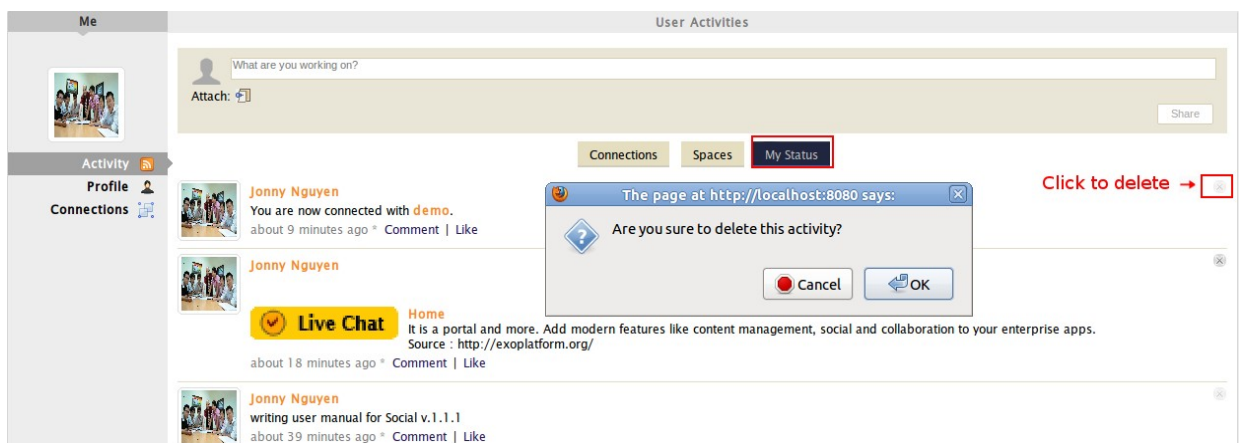 Me
User Activities
What are you working on?
Attach:
Share
Connections Spaces My Status
Activity
Profile
Connections
Click to delete →
Jonny Nguyen
You are now connected with demo.
about 9 minutes ago * Comment | Like
The page at http://localhost:8080 says:
Are you sure to delete this activity?
Cancel OK
Jonny Nguyen
Live Chat
Home
It is a portal and more. Add modern features like content management, social and collaboration to your enterprise apps.
Source : http://exoplatform.org/
about 18 minutes ago * Comment | Like
Jonny Nguyen
writing user manual for Social v.1.1.1
about 39 minutes ago * Comment | Like